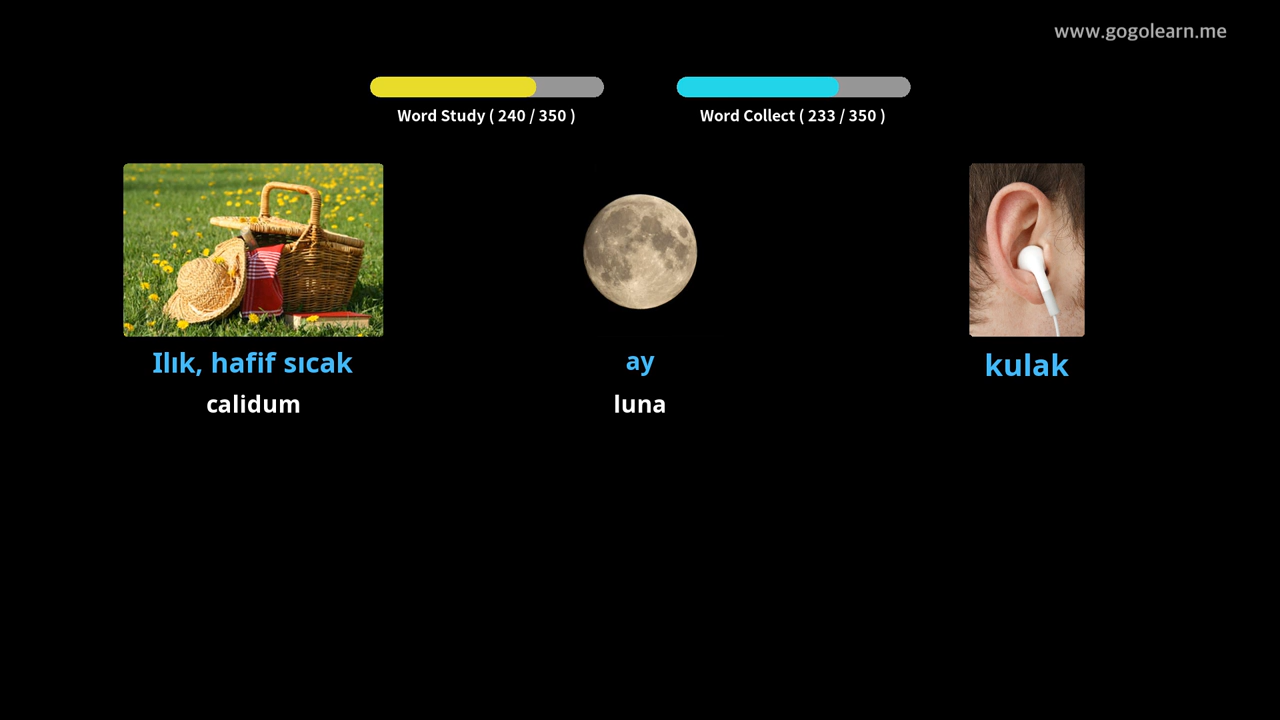 www.gogolearn.me
Word Study ( 240 / 350 )
Word Collect ( 233 / 350 )
Ilık, hafif sıcak
calidum
ay
luna
kulak